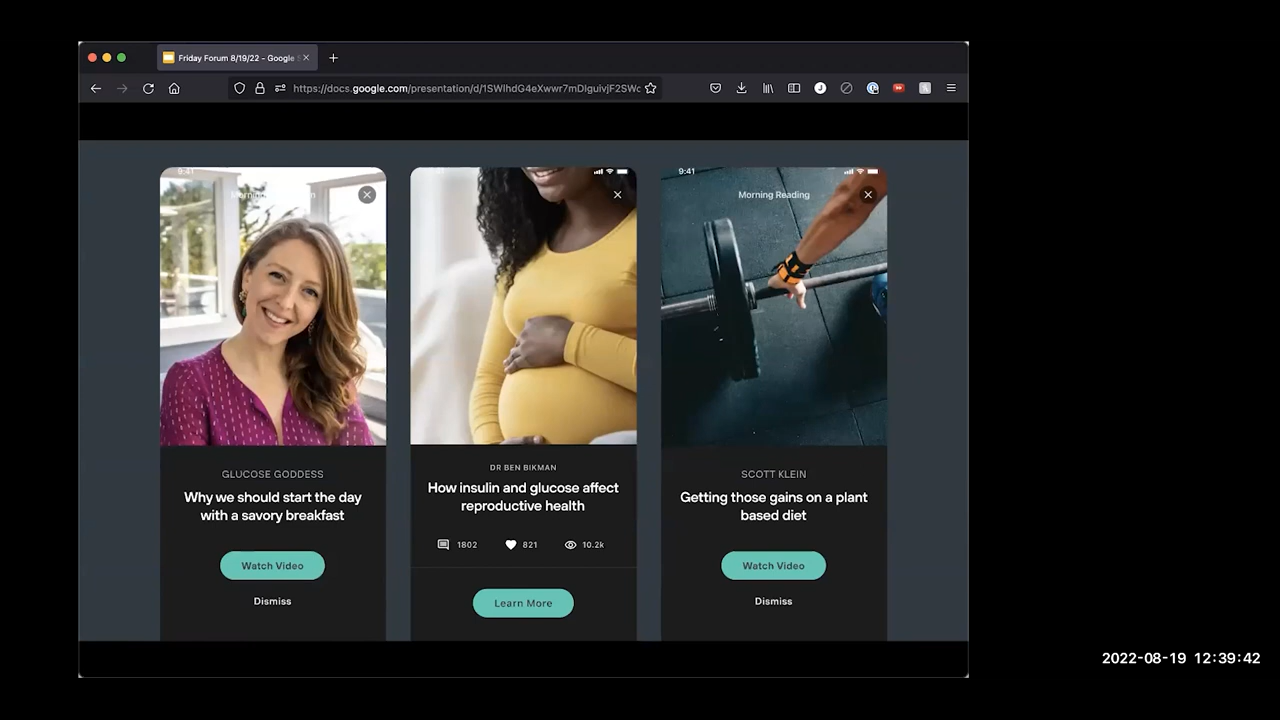 Friday Forum 8/19/22 - Google S
https://docs.google.com/presentation/d/1SWlhdG4eXwwr7mDIguivjF2SWc
J
9:41
GLUCOSE GODDESS
Why we should start the day
with a savory breakfast
Watch Video
Dismiss
DR BEN BIKMAN
How insulin and glucose affect
reproductive health
1802 821 10.2k
Learn More
9:41
Morning Reading
SCOTT KLEIN
Getting those gains on a plant
based diet
Watch Video
Dismiss
2022-08-19 12:39:42